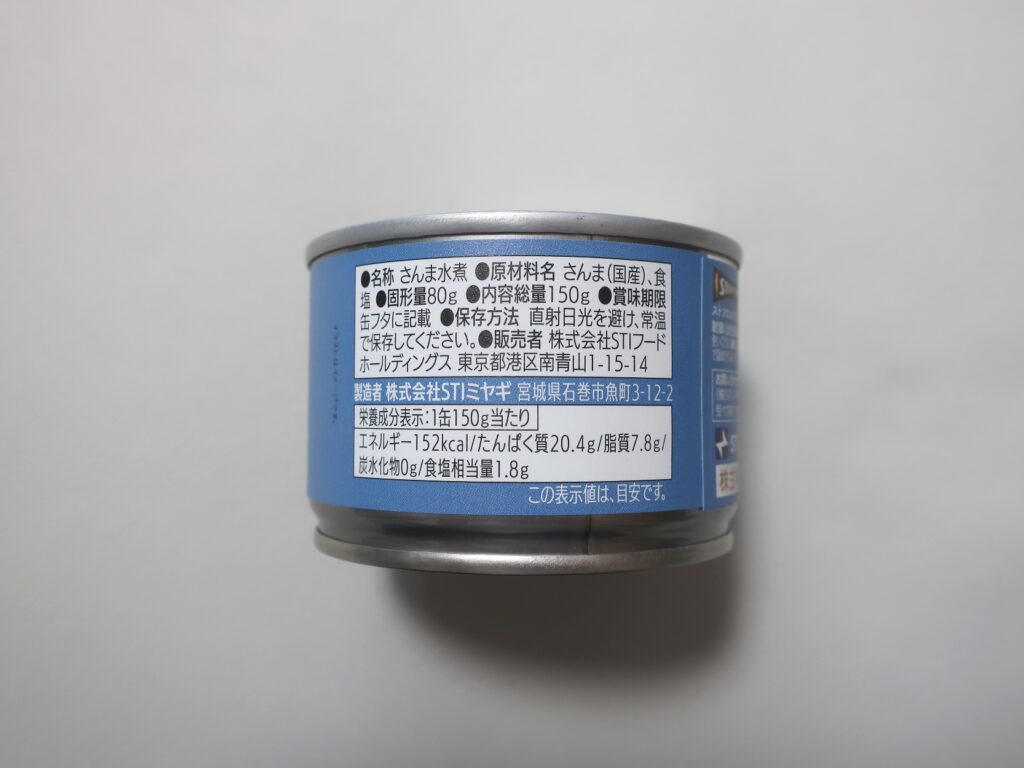 ●名称 さんま水煮 ●原材料名 さんま(国産)、食
塩 ●固形量80g ●内容総量150g ●賞味期限
缶フタに記載 ●保存方法 直射日光を避け、常温
で保存してください。●販売者 株式会社STIフード
ホールディングス 東京都港区南青山1-15-14
製造者 株式会社STIミヤギ 宮城県石巻市魚町3-12-2
栄養成分表示:1缶150g当たり
エネルギー152kcal/たんぱく質20.4g/脂質7.8g/
炭水化物0g/食塩相当量1.8g
この表示値は、目安です。